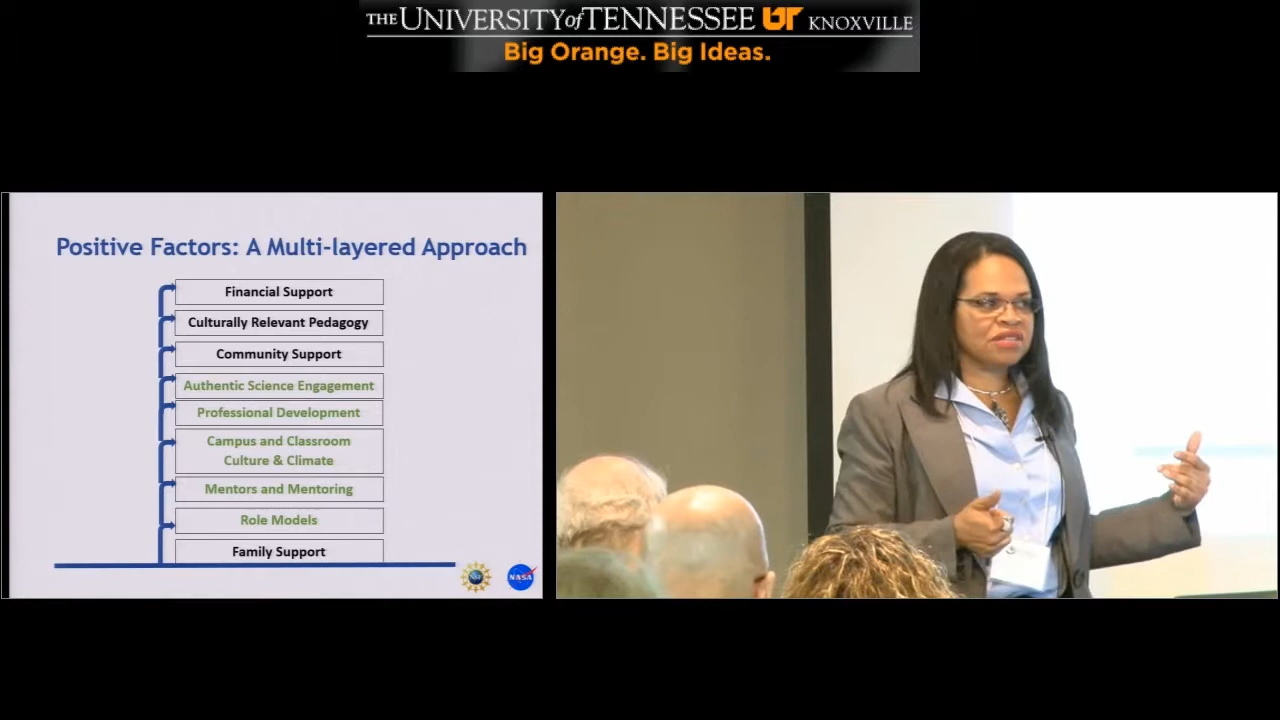 THE UNIVERSITY of TENNESSEE UT KNOXVILLE
Big Orange. Big Ideas.
Positive Factors: A Multi-layered Approach
Financial Support
Culturally Relevant Pedagogy
Community Support
Authentic Science Engagement
Professional Development
Campus and Classroom
Culture & Climate
Mentors and Mentoring
Role Models
Family Support
NSF
NASA